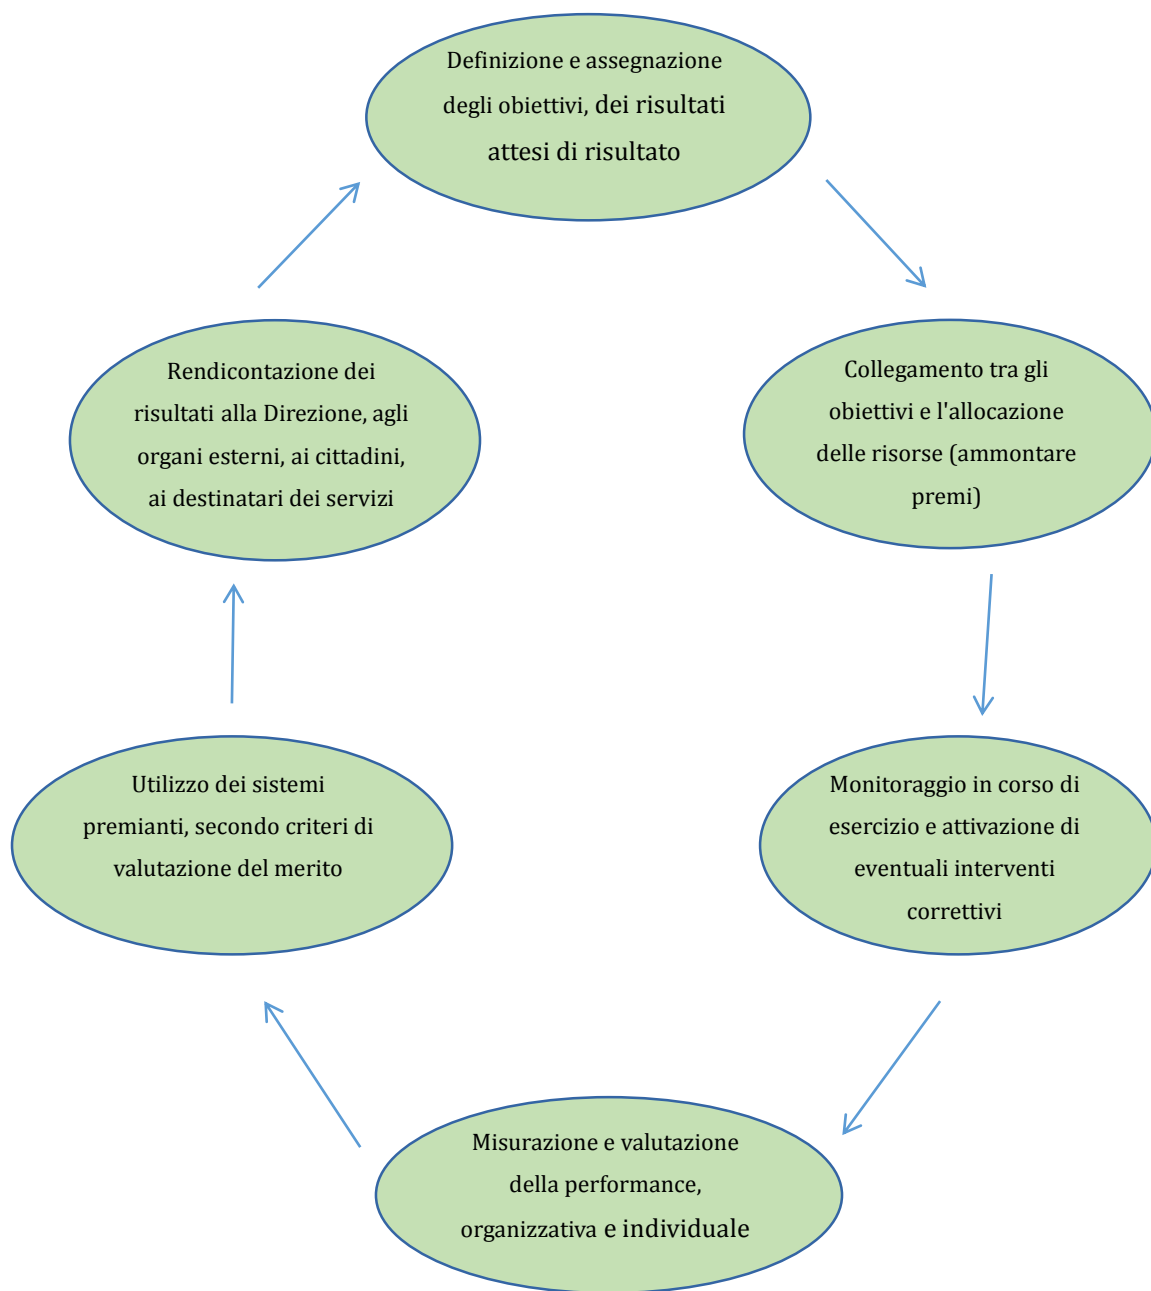 Definizione e assegnazione
degli obiettivi, dei risultati
attesi di risultato
Collegamento tra gli
obiettivi e l'allocazione
delle risorse (ammontare
premi)
Monitoraggio in corso di
esercizio e attivazione di
eventuali interventi
correttivi
Misurazione e valutazione
della performance,
organizzativa e individuale
Utilizzo dei sistemi
premianti, secondo criteri di
valutazione del merito
Rendicontazione dei
risultati alla Direzione, agli
organi esterni, ai cittadini,
ai destinatari dei servizi